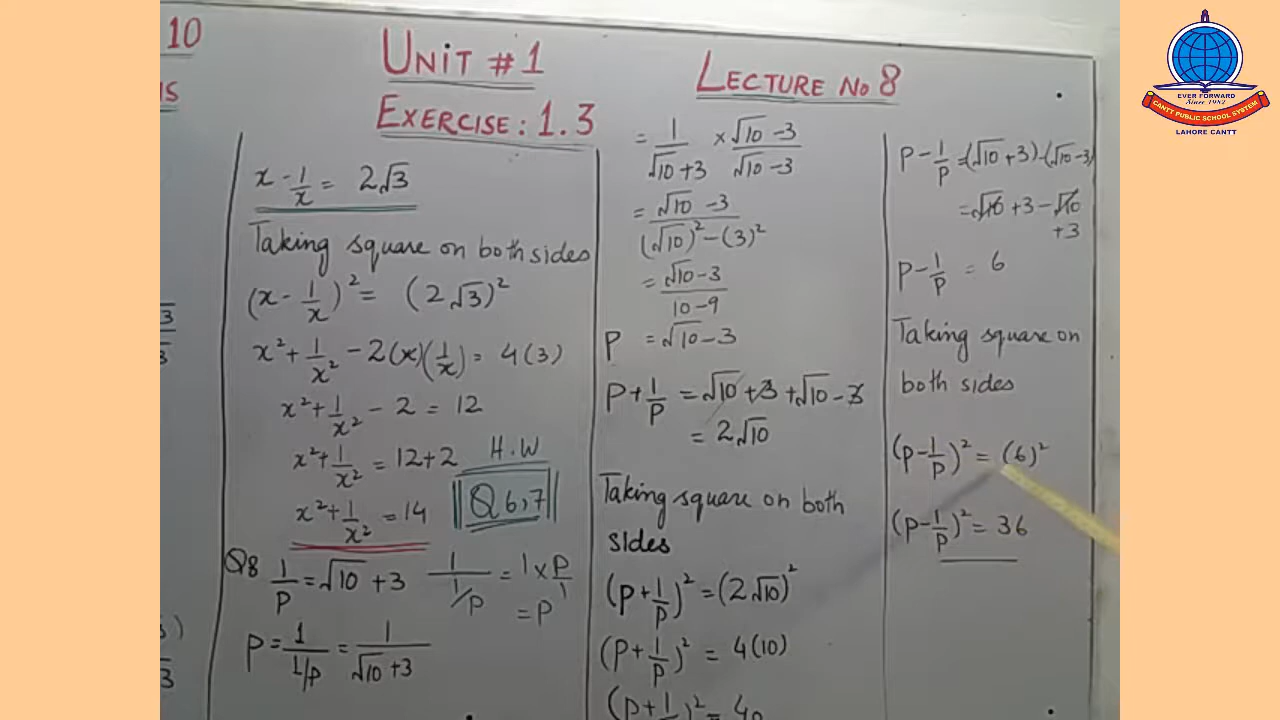 10
UNIT # 1
LECTURE No 8
EXERCISE: 1.3
x - 1/x = 2√3
Taking square on both sides
(x - 1/x)² = (2√3)²
x² + 1/x² - 2(x)(1/x) = 4(3)
x² + 1/x² - 2 = 12
x² + 1/x² = 12+2
x² + 1/x² = 14
H.W
Q 6,7
Q8 1/p = √10 + 3
1/(1/p) = 1 × p/1
= p
p = 1/(1/p) = 1/(√10 + 3)
= 1/(√10 + 3) × (√10 - 3)/(√10 - 3)
= (√10 - 3)/((√10)² - (3)²)
= (√10 - 3)/(10 - 9)
p = √10 - 3
p + 1/p = √10 + 3 + √10 - 3
= 2√10
Taking square on both
sides
(p + 1/p)² = (2√10)²
(p + 1/p)² = 4(10)
(p + 1/p)² = 40
p - 1/p = (√10 + 3) - (√10 - 3)
= √10 + 3 - √10
+3
p - 1/p = 6
Taking square on
both sides
(p - 1/p)² = (6)²
(p - 1/p)² = 36
EVER FORWARD
Since 1982
CANTT PUBLIC SCHOOL SYSTEM
LAHORE CANTT